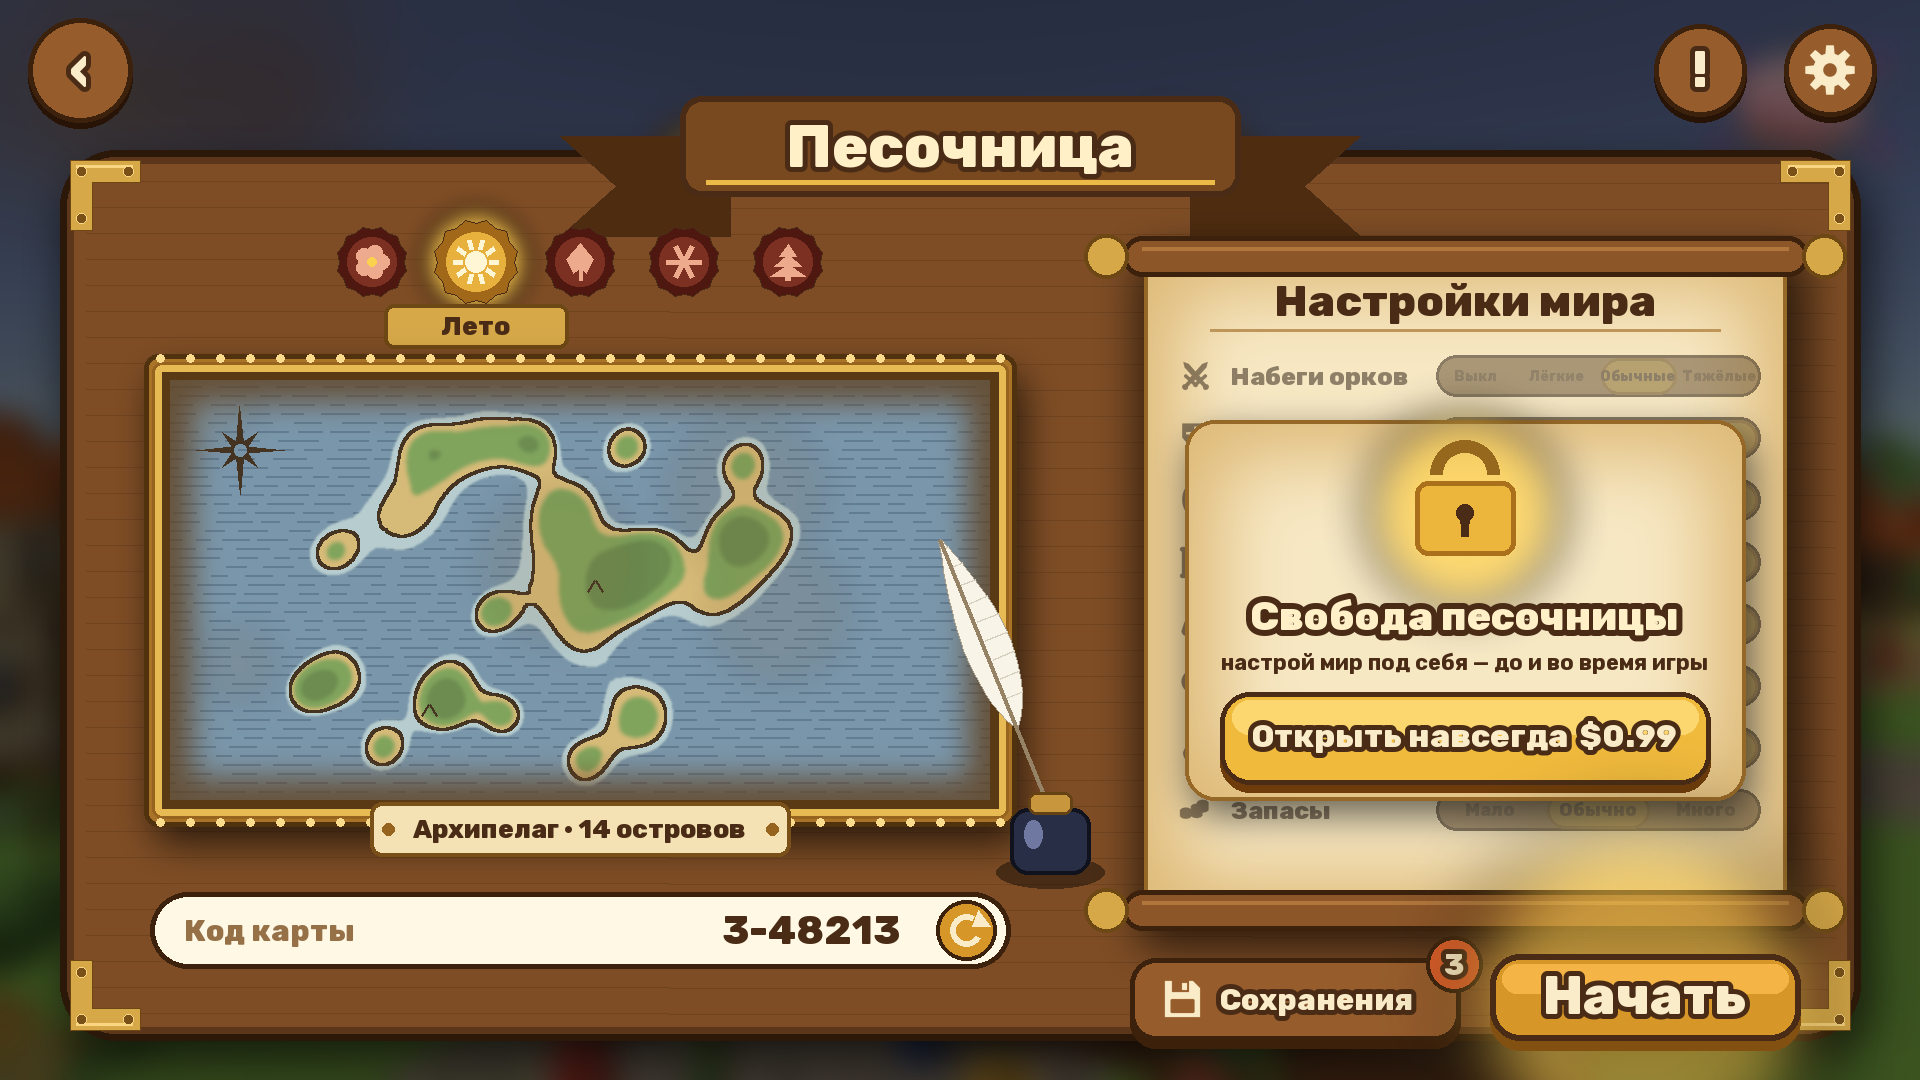 Песочница
Лето
Архипелаг • 14 островов
Код карты 3-48213
Настройки мира
Набеги орков Выкл Лёгкие Обычные Тяжёлые
Свобода песочницы
настрой мир под себя – до и во время игры
Открыть навсегда $0.99
Запасы Мало Обычно Много
Сохранения 3
Начать